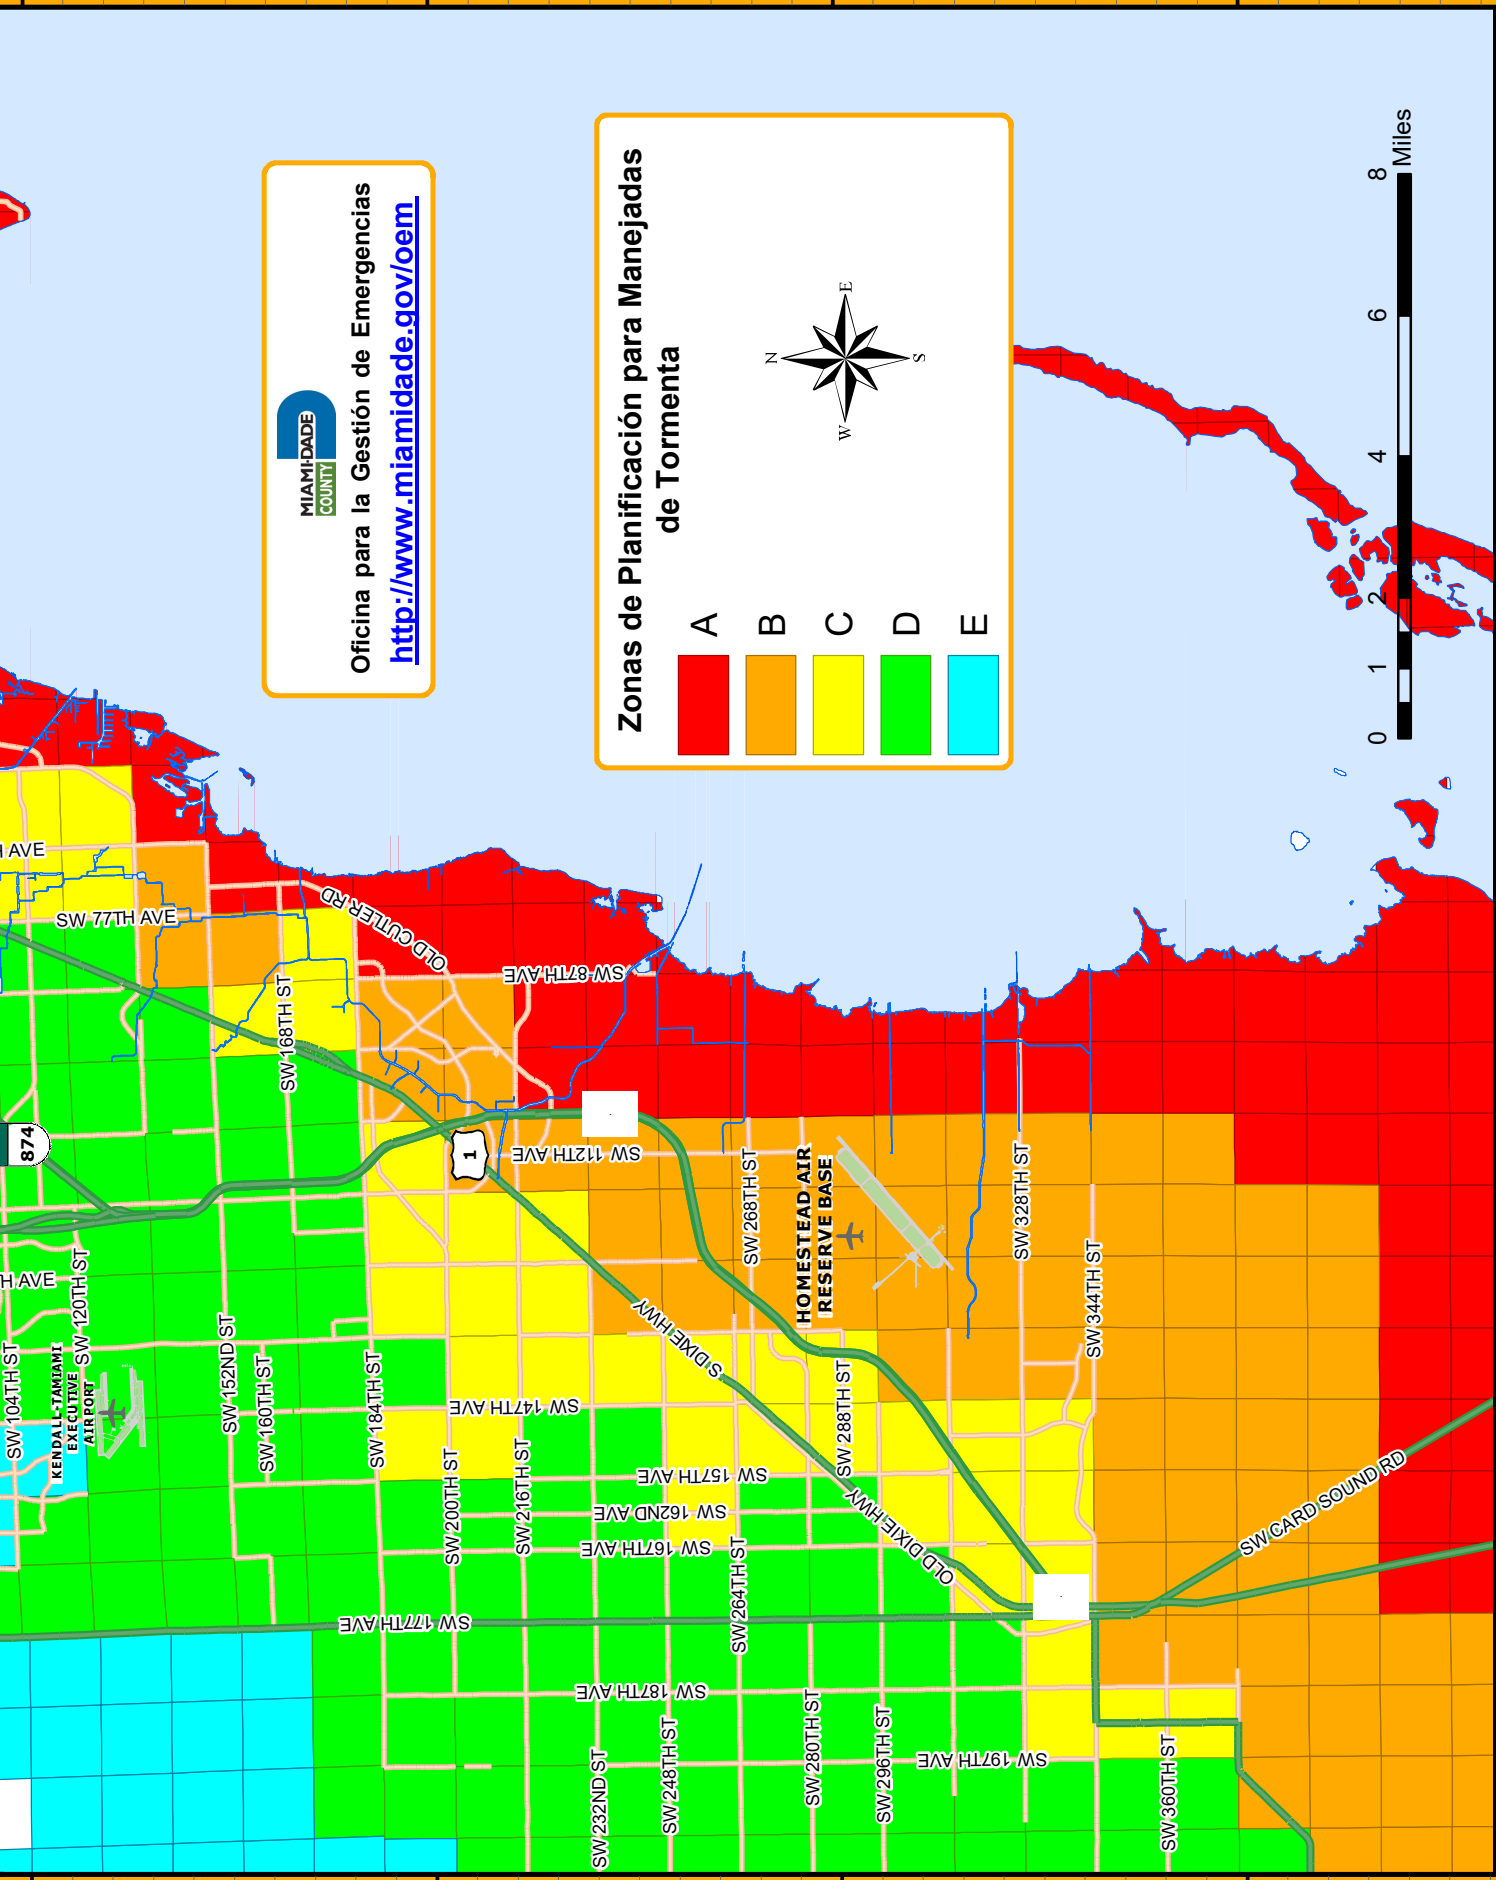 MIAMI-DADE
COUNTY
Oficina para la Gestión de Emergencias
http://www.miamidade.gov/oem
Zonas de Planificación para Manejadas
de Tormenta
A
B
C
D
E
N
E
S
W
0
1
2
4
6
8
Miles
H AVE
SW 77TH AVE
OLD CUTLER RD
SW 87TH AVE
SW 168TH ST
874
1
SW 112TH AVE
SW 268TH ST
HOMESTEAD AIR
RESERVE BASE
SW 328TH ST
SW 344TH ST
H AVE
SW 120TH ST
SW 104TH ST
KENDALL-TAMIAMI
EXECUTIVE
AIRPORT
SW 152ND ST
SW 160TH ST
SW 184TH ST
S DIXIE HWY
SW 147TH AVE
SW 288TH ST
SW 200TH ST
SW 216TH ST
SW 157TH AVE
SW 162ND AVE
SW 167TH AVE
OLD DIXIE HWY
SW 264TH ST
SW CARD SOUND RD
SW 177TH AVE
SW 187TH AVE
SW 197TH AVE
SW 232ND ST
SW 248TH ST
SW 280TH ST
SW 296TH ST
SW 360TH ST